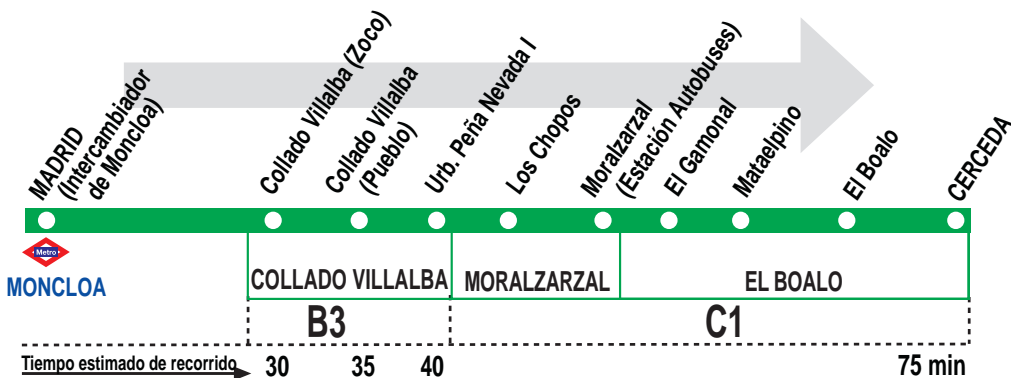 MADRID
(Intercambiador
de Moncloa)
Collado Villalba (Zoco)
Collado Villalba
(Pueblo)
Urb. Peña Nevada I
Los Chopos
Moralzarzal
(Estación Autobuses)
El Gamonal
Mataelpino
El Boalo
CERCEDA
Metro
MONCLOA
COLLADO VILLALBA
MORALZARZAL
EL BOALO
B3
C1
Tiempo estimado de recorrido 30 35 40 75 min